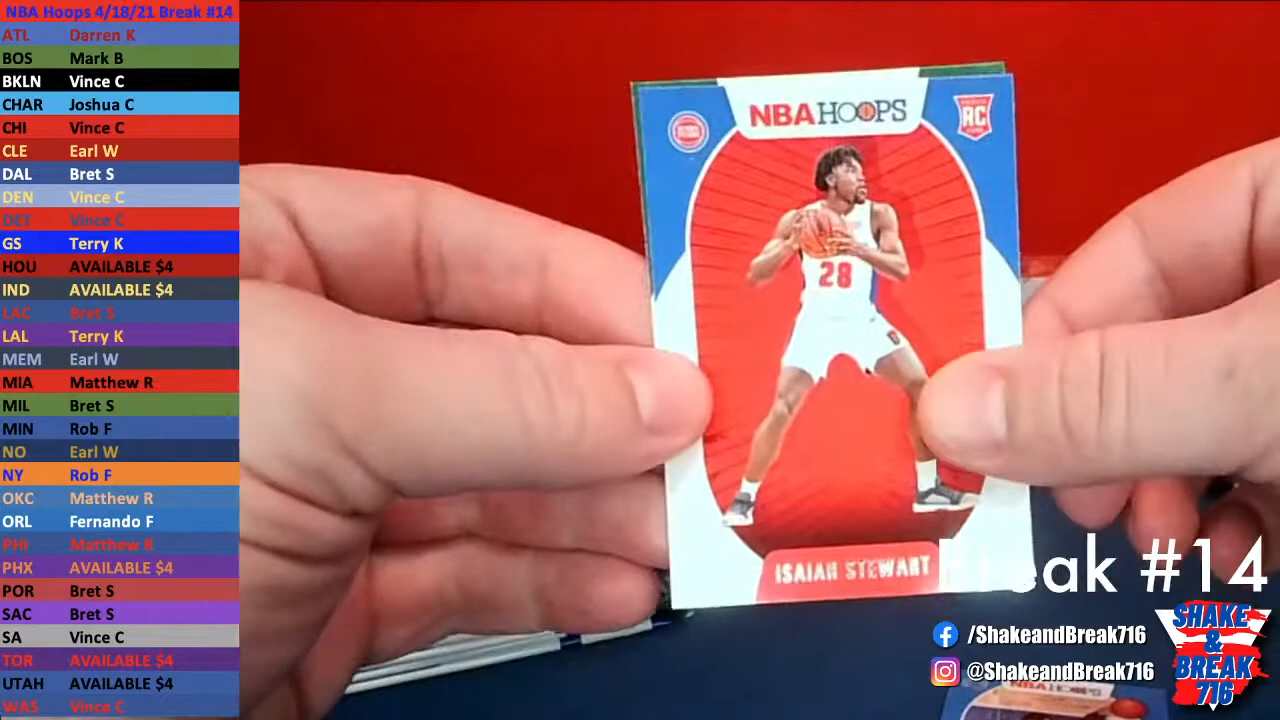 NBA Hoops 4/18/21 Break #14
ATL Darren K
BOS Mark B
BKLN Vince C
CHAR Joshua C
CHI Vince C
CLE Earl W
DAL Bret S
DEN Vince C
DET Vince C
GS Terry K
HOU AVAILABLE $4
IND AVAILABLE $4
LAC Bret S
LAL Terry K
MEM Earl W
MIA Matthew R
MIL Bret S
MIN Rob F
NO Earl W
NY Rob F
OKC Matthew R
ORL Fernando F
PHI Matthew R
PHX AVAILABLE $4
POR Bret S
SAC Bret S
SA Vince C
TOR AVAILABLE $4
UTAH AVAILABLE $4
WAS Vince C
NBA HOOPS
RC
28
ISAIAH STEWART
Break #14
/ShakeandBreak716
@ShakeandBreak716
SHAKE
&
BREAK
716
NBA HOOPS